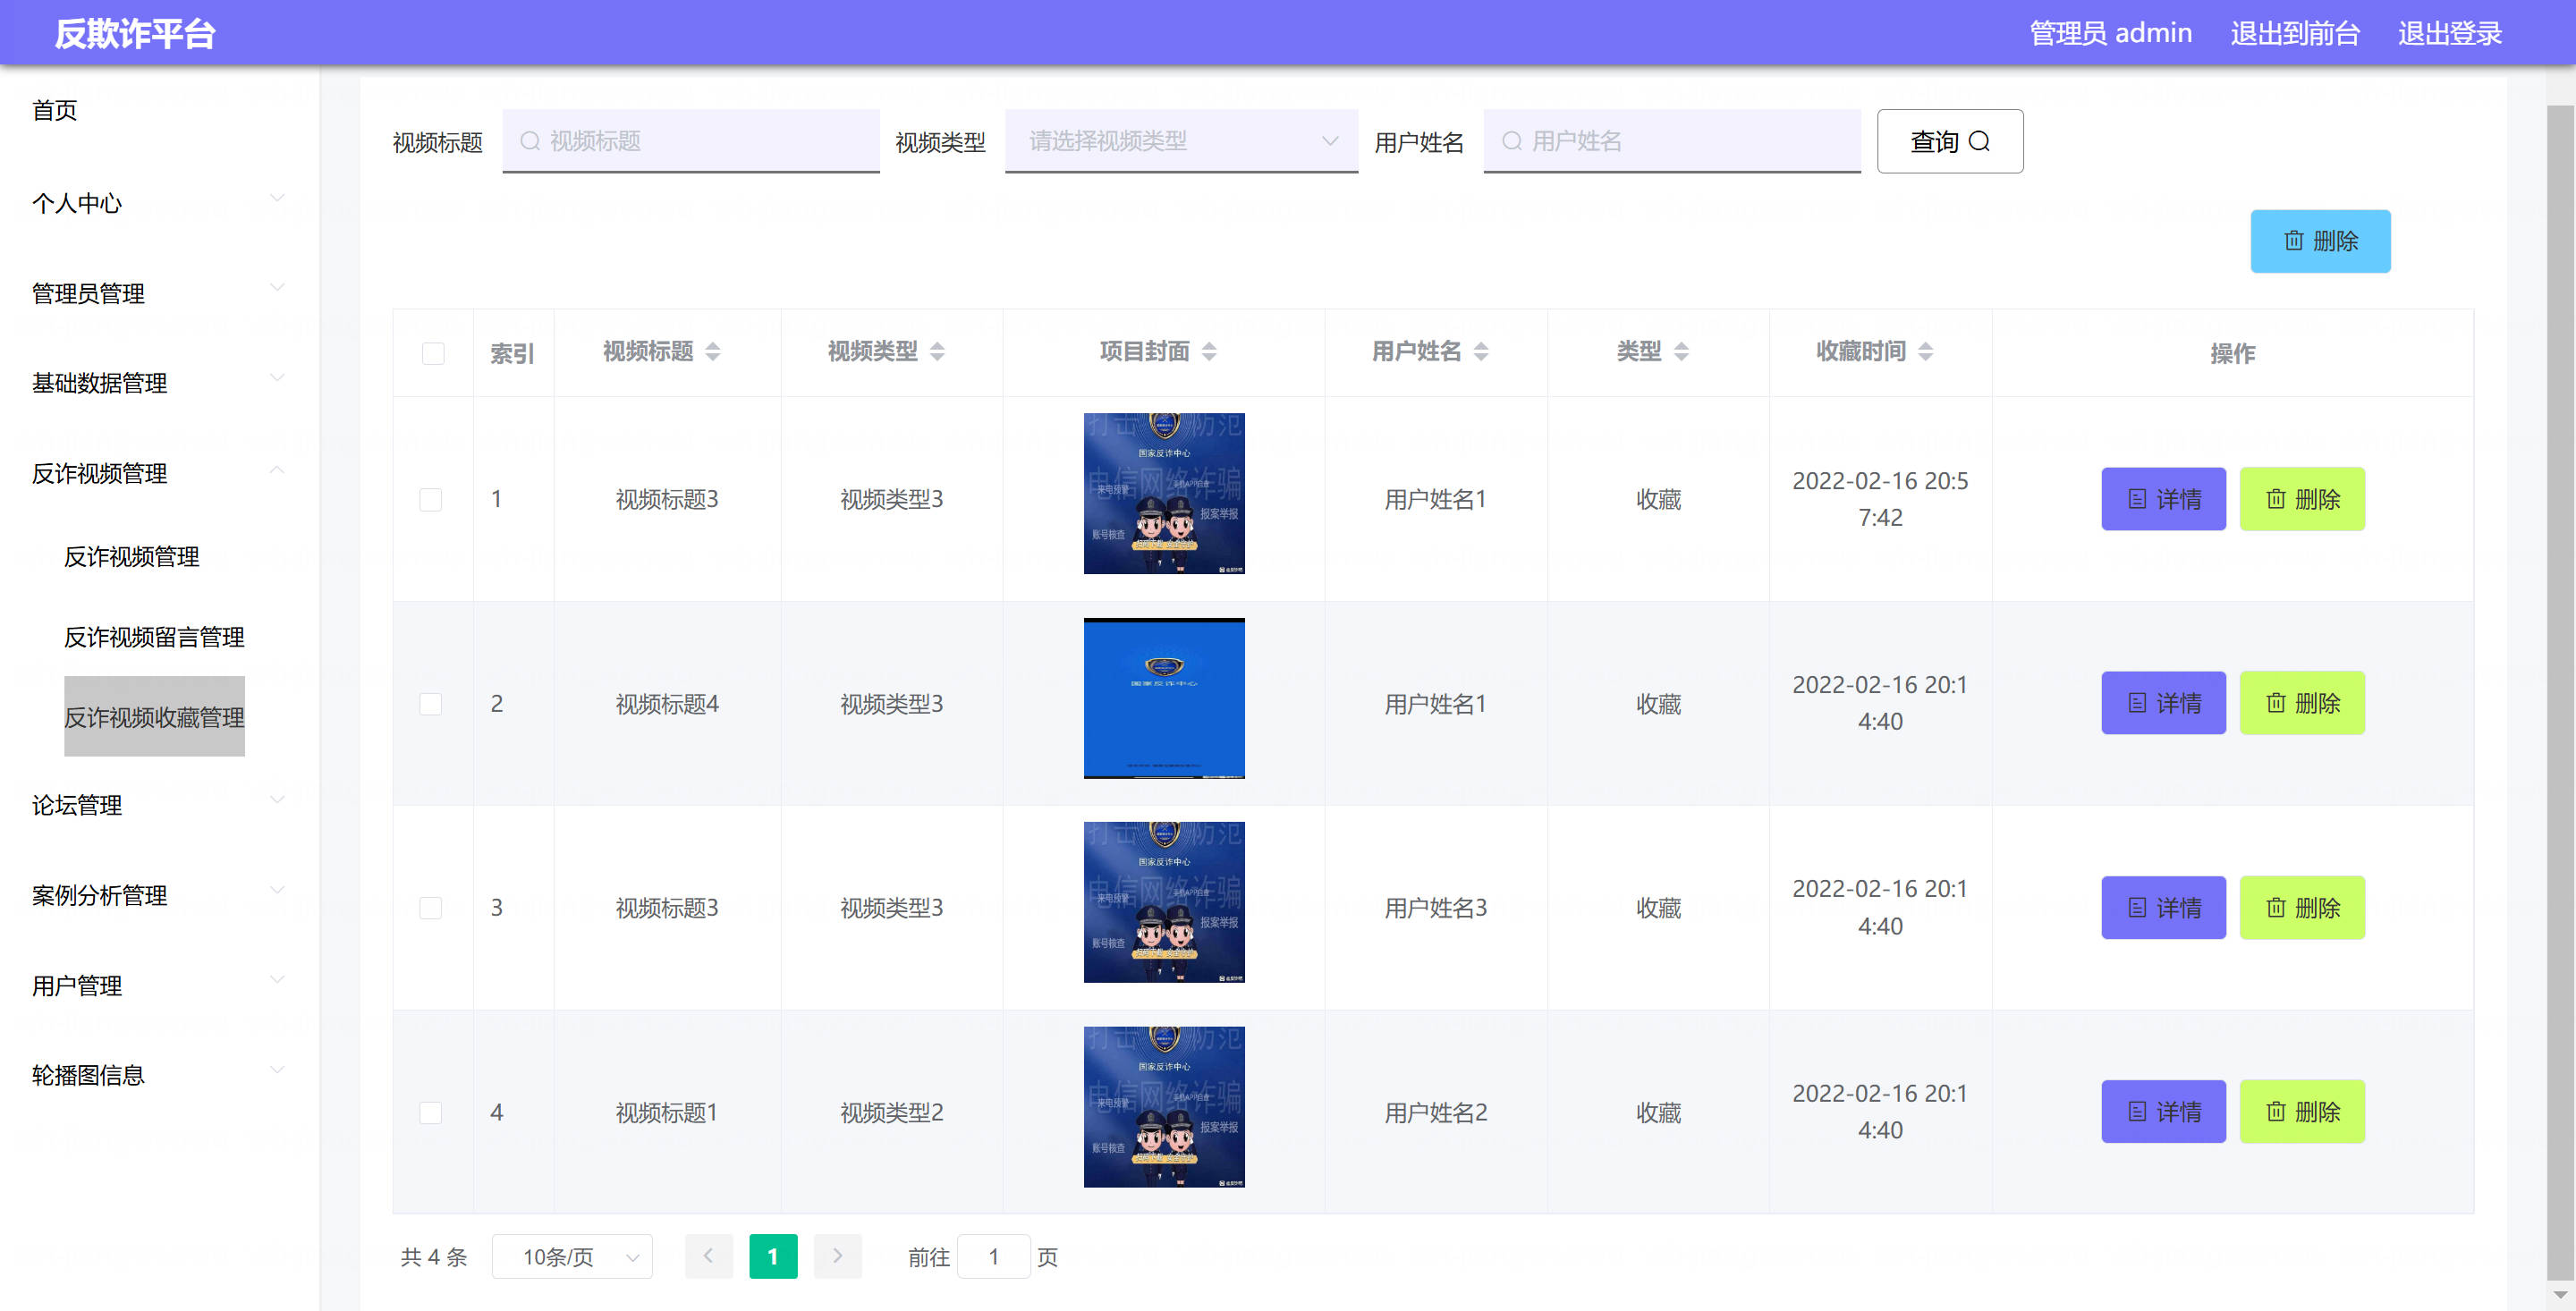 反欺诈平台
管理员 admin 退出到前台 退出登录
首页
个人中心
管理员管理
基础数据管理
反诈视频管理
反诈视频管理
反诈视频留言管理
反诈视频收藏管理
论坛管理
案例分析管理
用户管理
轮播图信息
视频标题 视频标题 视频类型 请选择视频类型 用户姓名 用户姓名 查询
删除
索引 视频标题 视频类型 项目封面 用户姓名 类型 收藏时间 操作
打击 防范
国家反诈中心
电信网络诈骗
来电预警
报案举报
账号核查
1 视频标题3 视频类型3 用户姓名1 收藏 2022-02-16 20:5
7:42 详情 删除
国家反诈中心
2 视频标题4 视频类型3 用户姓名1 收藏 2022-02-16 20:1
4:40 详情 删除
打击 防范
国家反诈中心
电信网络诈骗
来电预警
报案举报
账号核查
3 视频标题3 视频类型3 用户姓名3 收藏 2022-02-16 20:1
4:40 详情 删除
打击 防范
国家反诈中心
电信网络诈骗
来电预警
报案举报
账号核查
4 视频标题1 视频类型2 用户姓名2 收藏 2022-02-16 20:1
4:40 详情 删除
共 4 条 10条/页 1 前往 1 页